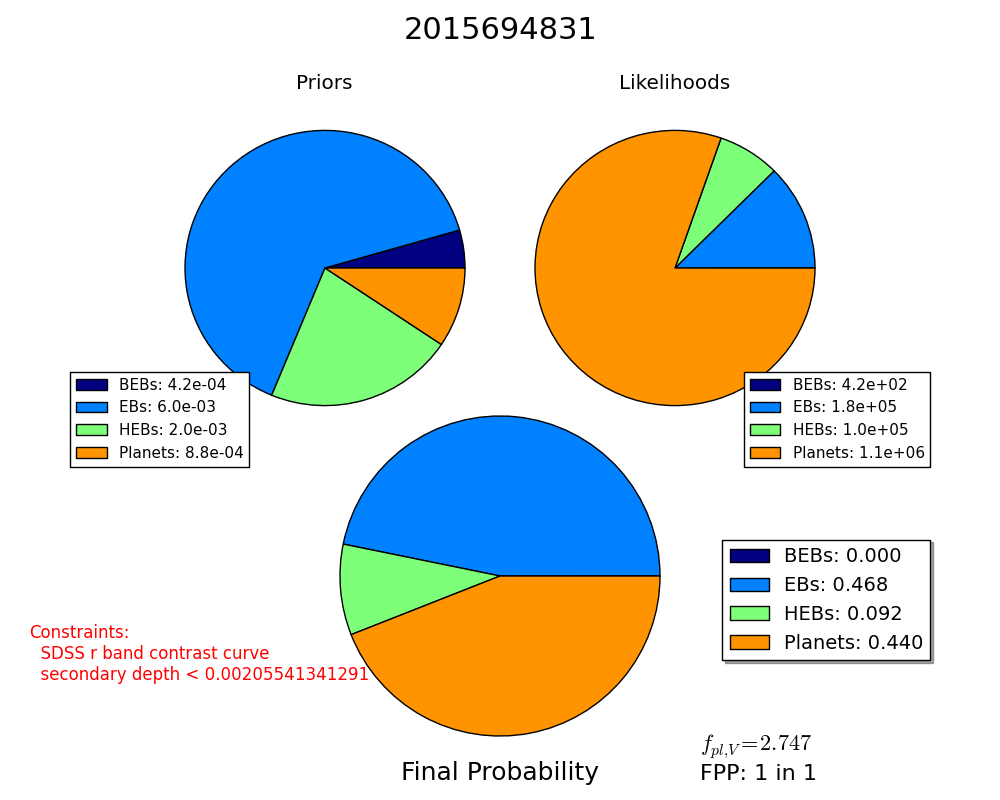 2015694831
Priors
Likelihoods
BEBs: 4.2e-04
EBs: 6.0e-03
HEBs: 2.0e-03
Planets: 8.8e-04
BEBs: 4.2e+02
EBs: 1.8e+05
HEBs: 1.0e+05
Planets: 1.1e+06
BEBs: 0.000
EBs: 0.468
HEBs: 0.092
Planets: 0.440
Constraints:
SDSS r band contrast curve
secondary depth < 0.00205541341291
f_{pl,V} = 2.747
Final Probability
FPP: 1 in 1